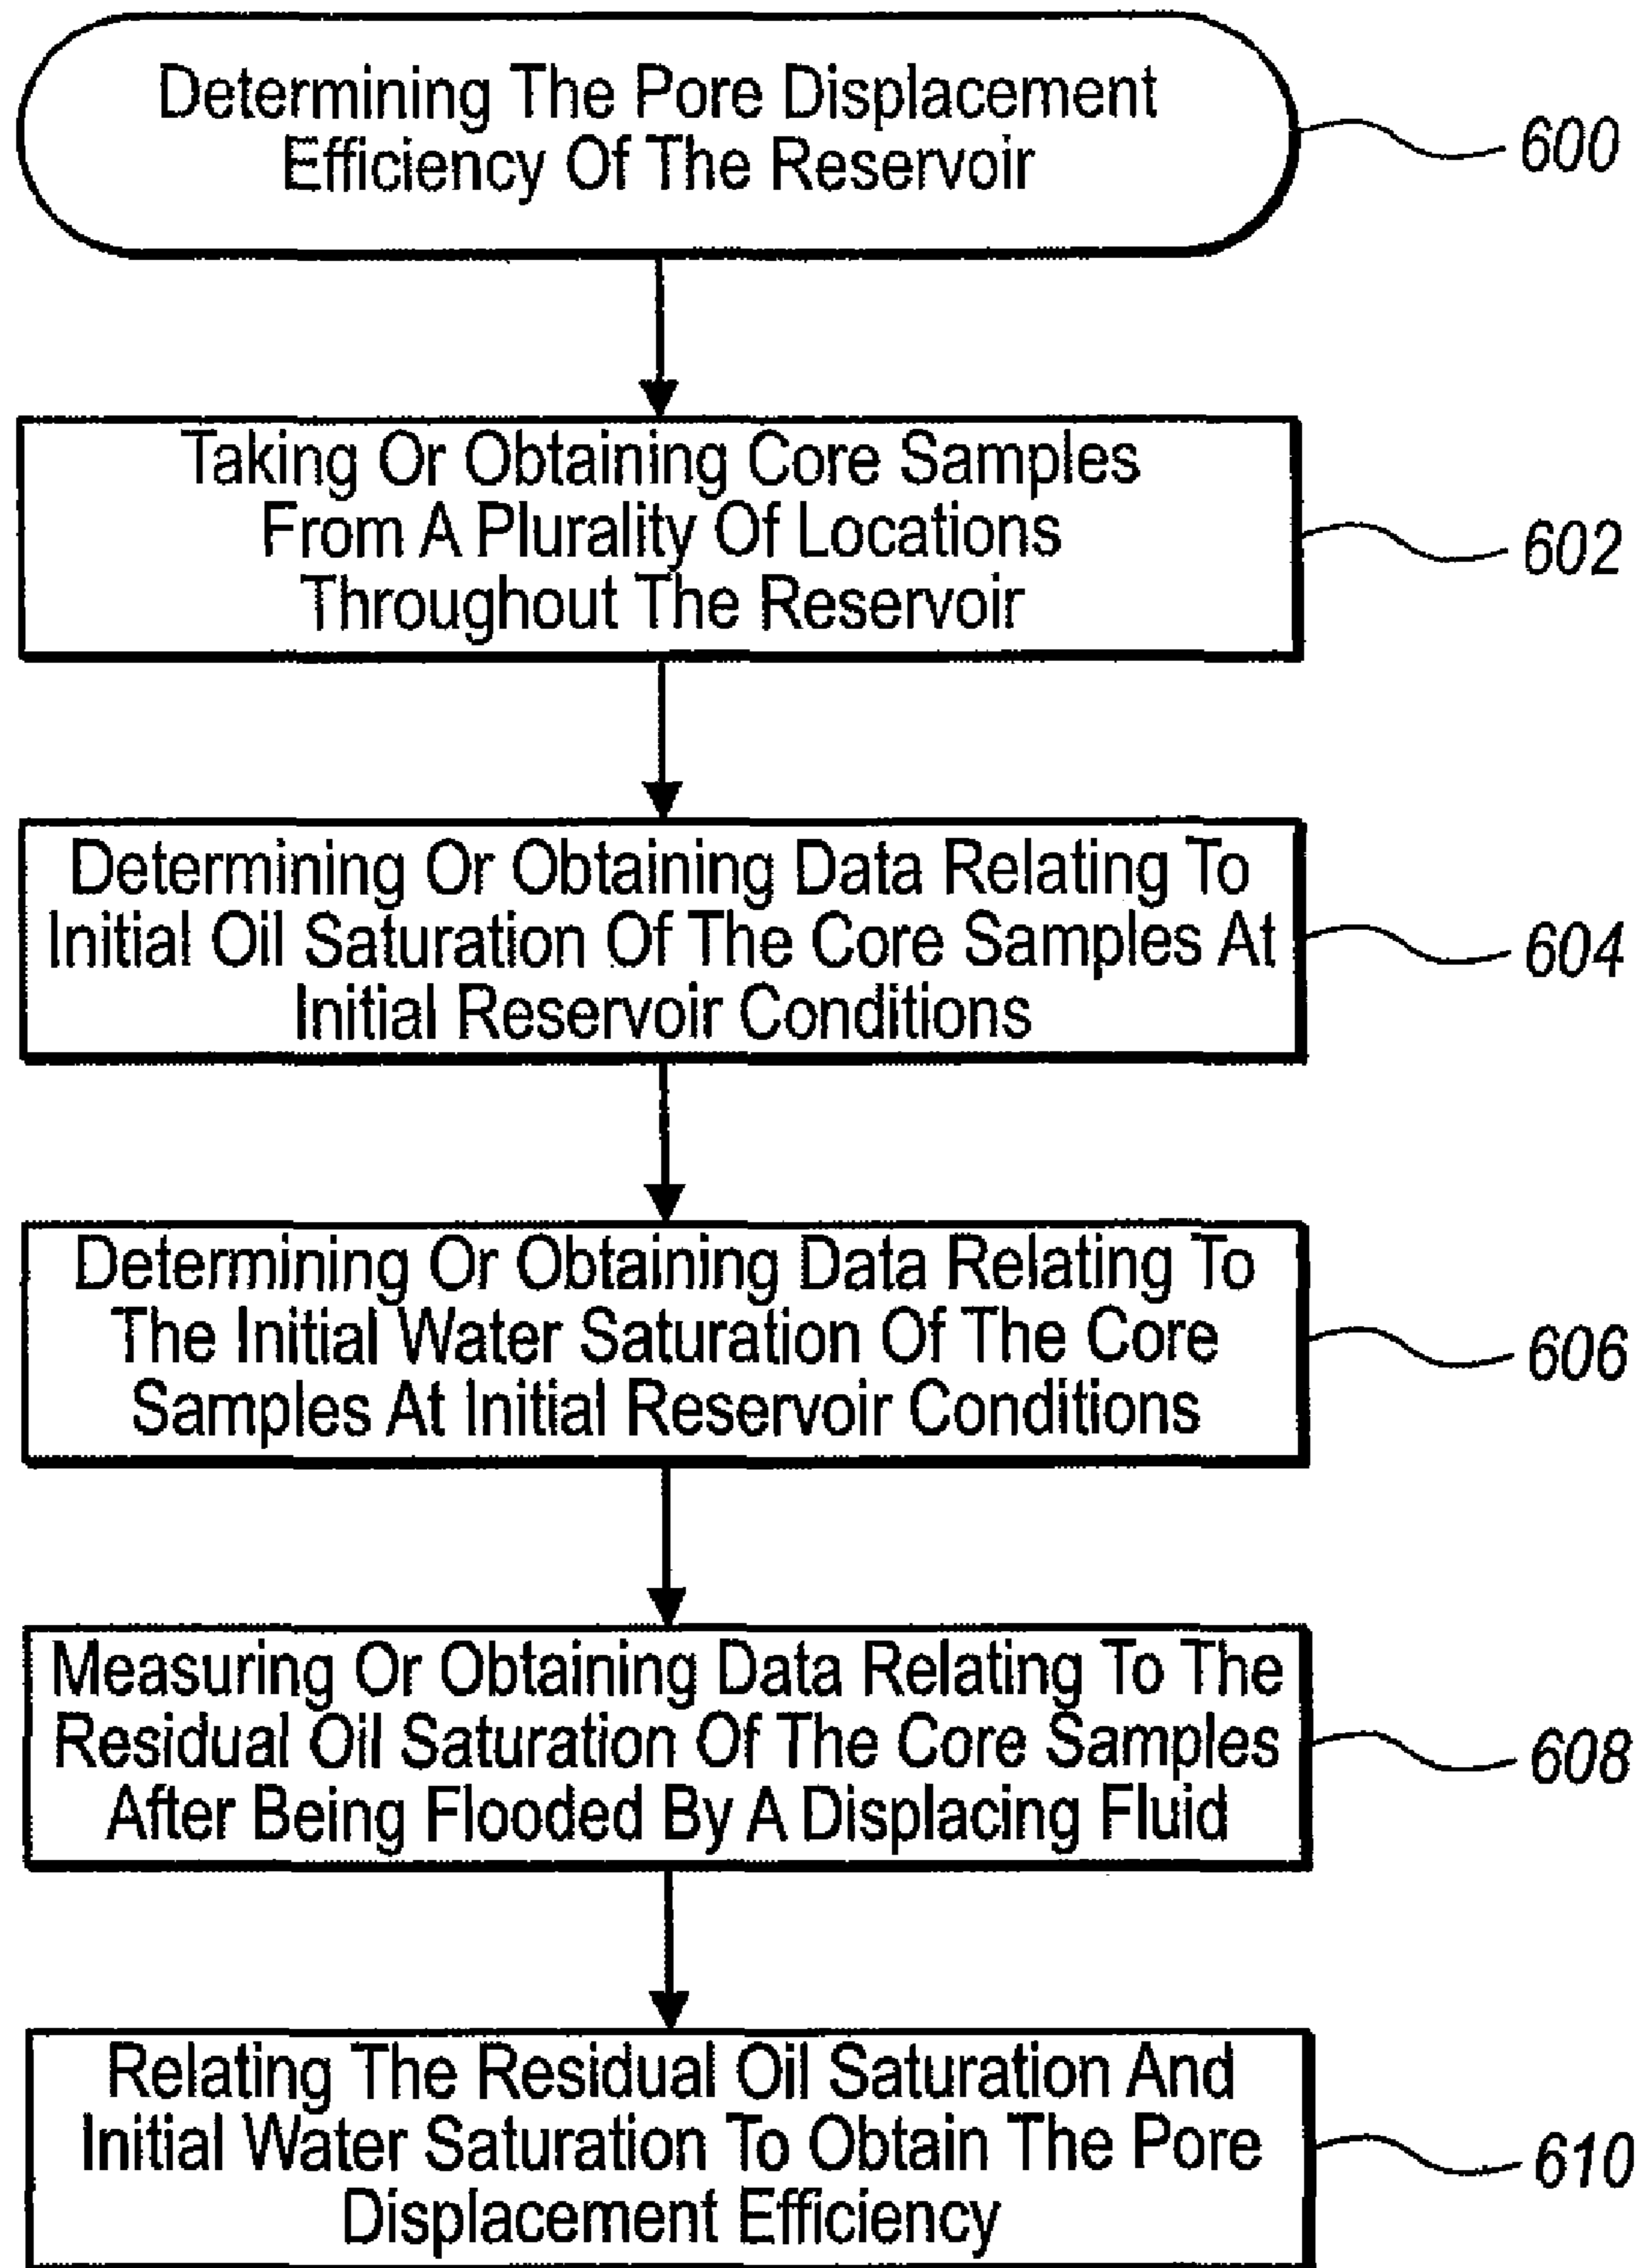 Determining The Pore Displacement
Efficiency Of The Reservoir
600
Taking Or Obtaining Core Samples
From A Plurality Of Locations
Throughout The Reservoir
602
Determining Or Obtaining Data Relating To
Initial Oil Saturation Of The Core Samples At
Initial Reservoir Conditions
604
Determining Or Obtaining Data Relating To
The Initial Water Saturation Of The Core
Samples At Initial Reservoir Conditions
606
Measuring Or Obtaining Data Relating To The
Residual Oil Saturation Of The Core Samples
After Being Flooded By A Displacing Fluid
608
Relating The Residual Oil Saturation And
Initial Water Saturation To Obtain The Pore
Displacement Efficiency
610